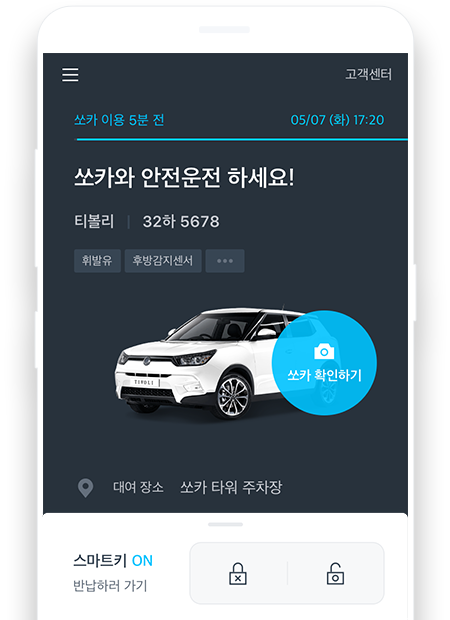 고객센터
쏘카 이용 5분 전 05/07 (화) 17:20
쏘카와 안전운전 하세요!
티볼리 | 32하 5678
휘발유 후방감지센서 •••
TIVOLI
쏘카 확인하기
대여 장소 쏘카 타워 주차장
스마트키 ON
반납하러 가기